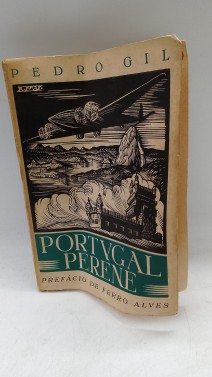 PEDRO GIL
PORTVGAL
PERENE
PREFÁCIO DE FERRO ALVES